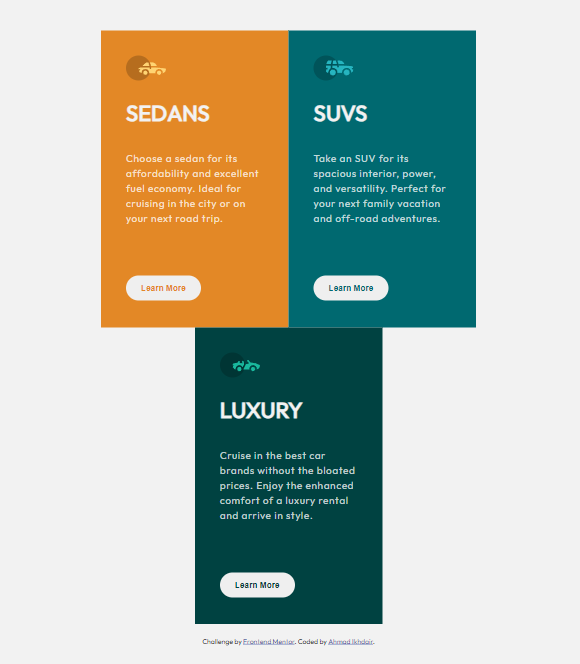 SEDANS
Choose a sedan for its
affordability and excellent
fuel economy. Ideal for
cruising in the city or on
your next road trip.
Learn More
SUVS
Take an SUV for its
spacious interior, power,
and versatility. Perfect for
your next family vacation
and off-road adventures.
Learn More
LUXURY
Cruise in the best car
brands without the bloated
prices. Enjoy the enhanced
comfort of a luxury rental
and arrive in style.
Learn More
Challenge by Frontend Mentor. Coded by Ahmad Ikhdair.